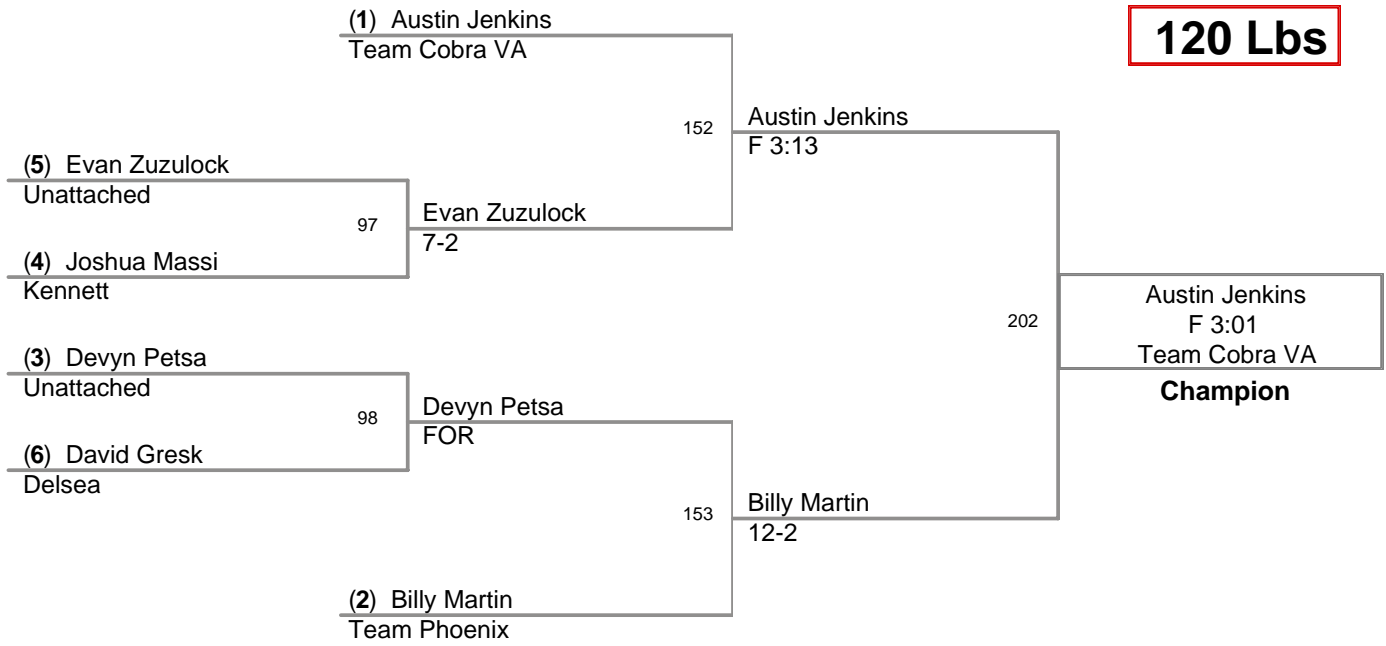 (1) Austin Jenkins
Team Cobra VA
120 Lbs
152
Austin Jenkins
F 3:13
(5) Evan Zuzulock
Unattached
97
Evan Zuzulock
7-2
(4) Joshua Massi
Kennett
202
Austin Jenkins
F 3:01
Team Cobra VA
Champion
(3) Devyn Petsa
Unattached
98
Devyn Petsa
FOR
(6) David Gresk
Delsea
153
Billy Martin
12-2
(2) Billy Martin
Team Phoenix